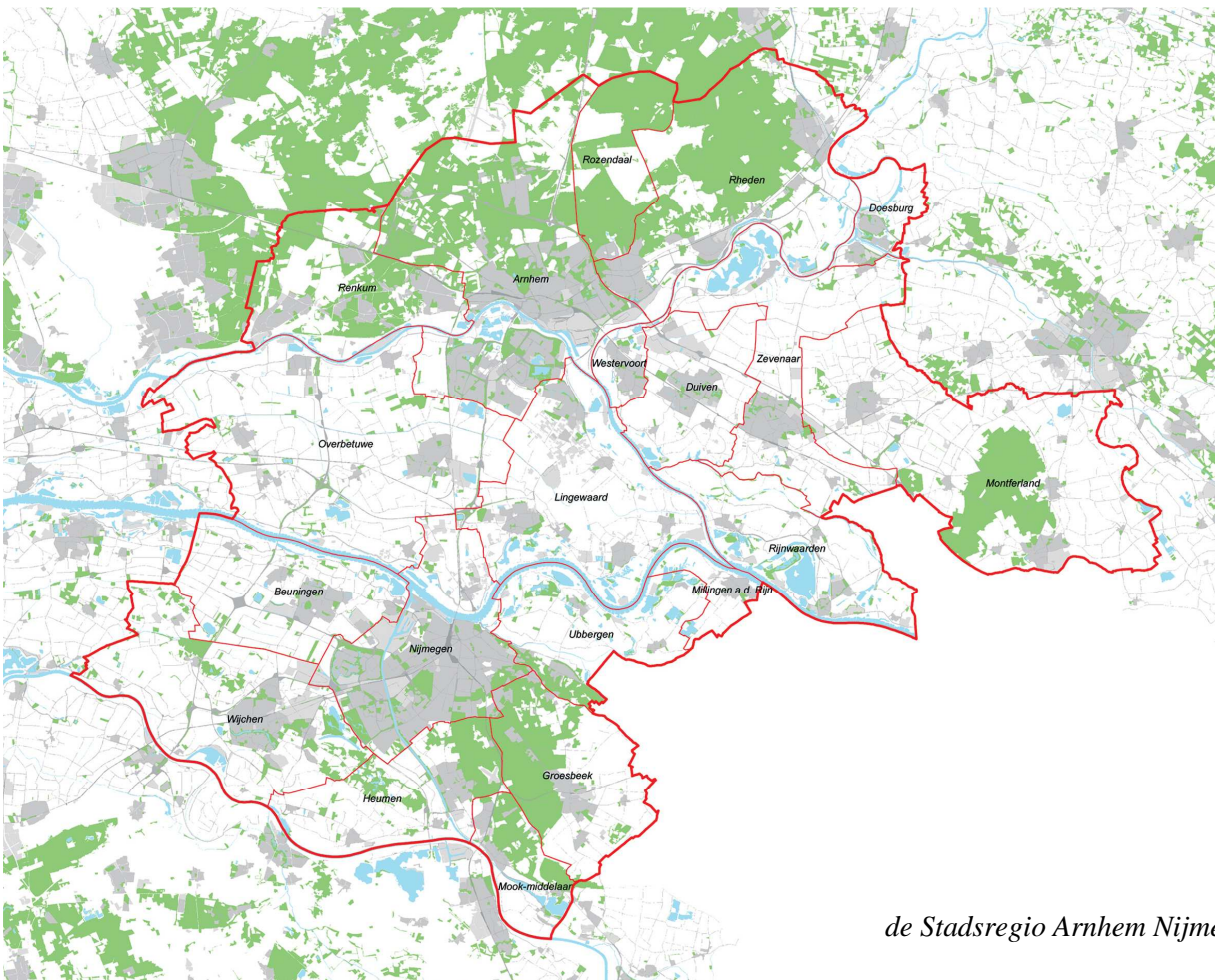 Rozendaal
Rheden
Doesburg
Arnhem
Renkum
Westervoort
Zevenaar
Duiven
Overbetuwe
Montferland
Lingewaard
Rijnwaarden
Millingen a.d. Rijn
Beuningen
Ubbergen
Nijmegen
Wijchen
Groesbeek
Heumen
Mook-middelaar
de Stadsregio Arnhem Nijme